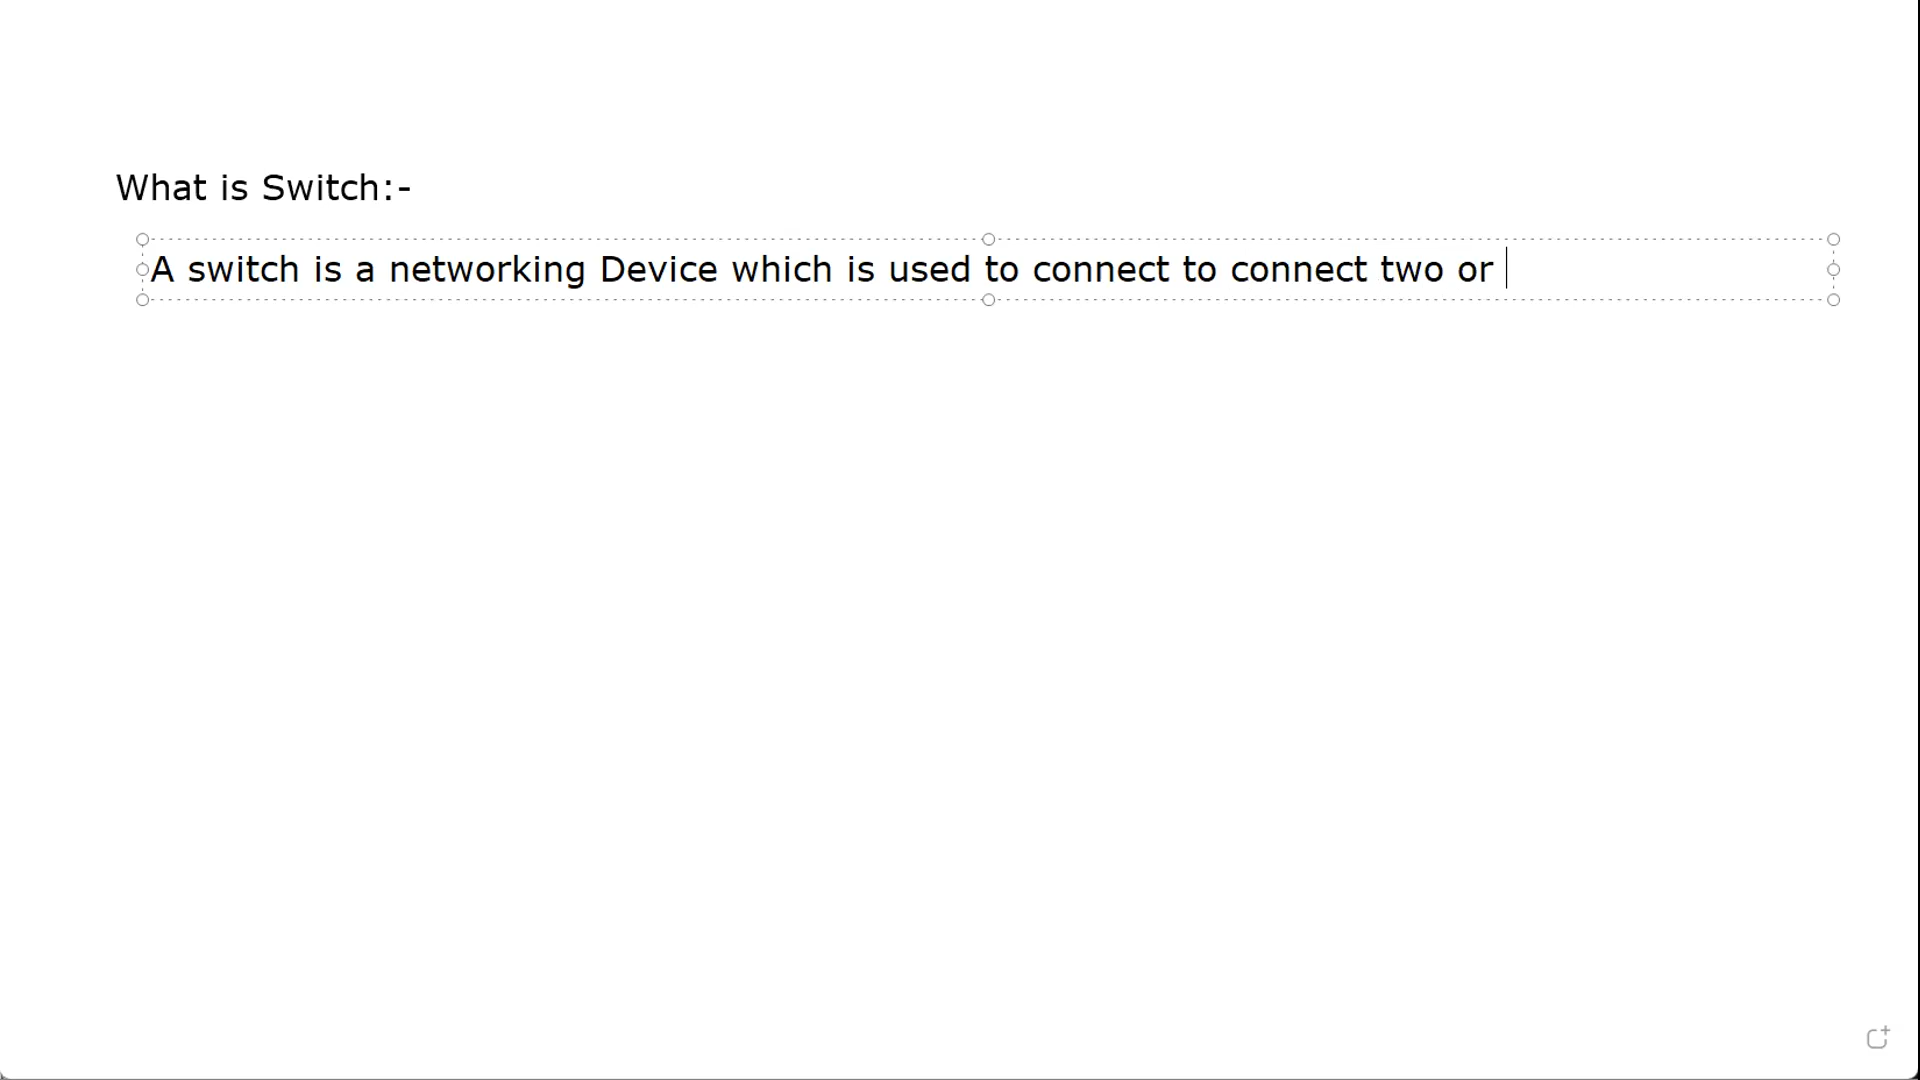 What is Switch:-
A switch is a networking Device which is used to connect to connect two or